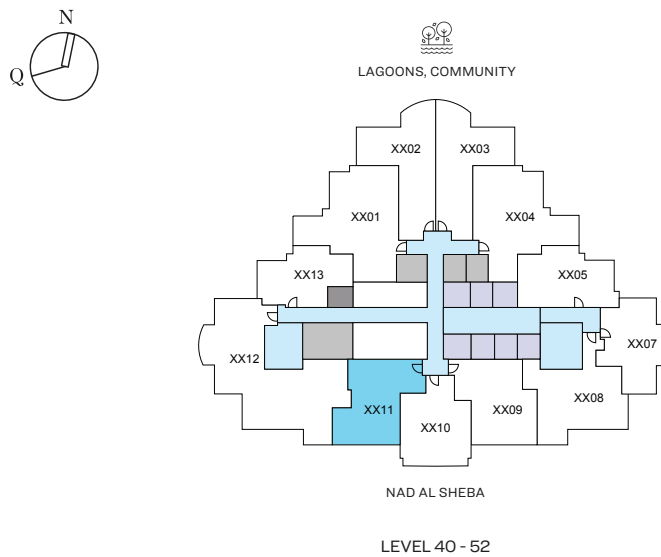 N
Q
LAGOONS, COMMUNITY
XX02 XX03
XX01 XX04
XX13 XX05
XX12 XX07
XX11 XX10 XX09 XX08
NAD AL SHEBA
LEVEL 40 - 52